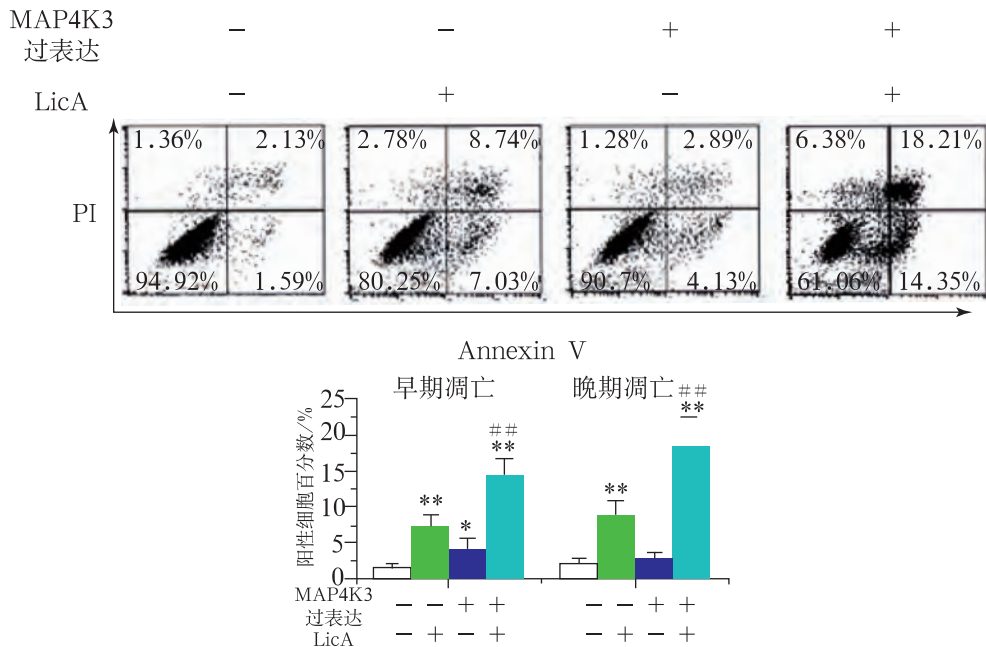 MAP4K3
过表达
− − + +
LicA
− + − +
1.36% 2.13% 2.78% 8.74% 1.28% 2.89% 6.38% 18.21%
PI
94.92% 1.59% 80.25% 7.03% 90.7% 4.13% 61.06% 14.35%
Annexin V
早期凋亡 晚期凋亡
阳性细胞百分数/%
25
20
15
10
5
0
** * ## **
** ## **
MAP4K3
过表达
− − + + − − + +
LicA
− + − + − + − +